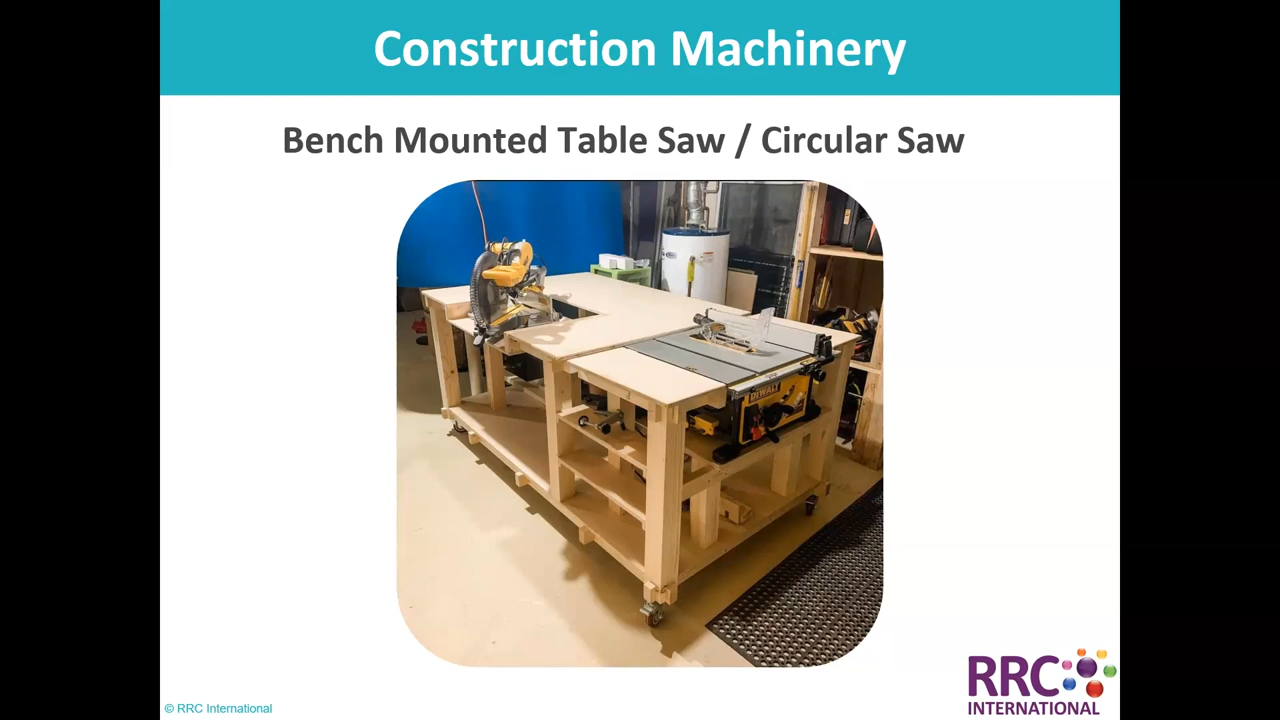 Construction Machinery
Bench Mounted Table Saw / Circular Saw
DEWALT
RRC
INTERNATIONAL
© RRC International